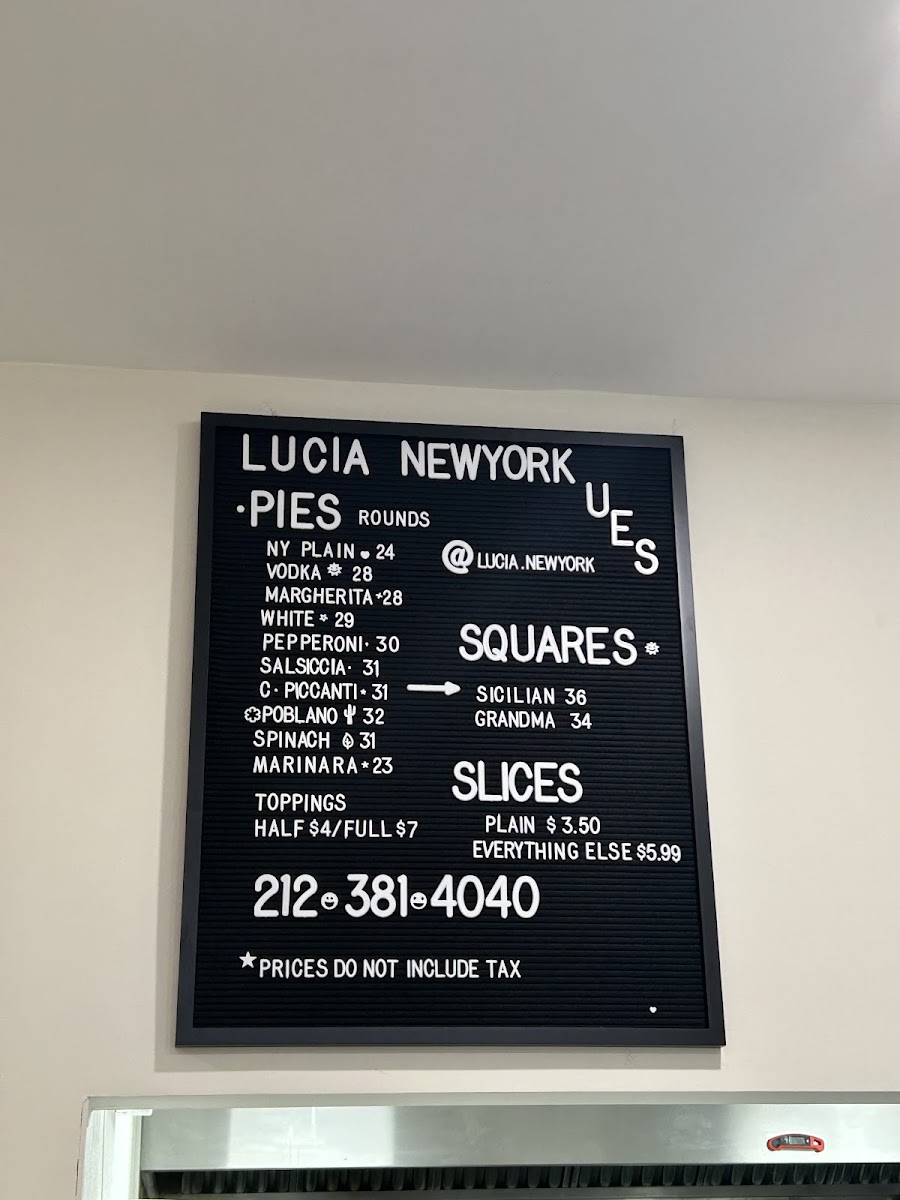 LUCIA NEWYORK
UES
·PIES ROUNDS
NY PLAIN ♥ 24
VODKA 28
MARGHERITA*28
WHITE * 29
PEPPERONI· 30
SALSICCIA· 31
C· PICCANTI* 31
POBLANO 32
SPINACH 31
MARINARA*23
TOPPINGS
HALF $4/FULL $7
@LUCIA.NEWYORK
SQUARES
SICILIAN 36
GRANDMA 34
SLICES
PLAIN $3.50
EVERYTHING ELSE $5.99
212 381 4040
★PRICES DO NOT INCLUDE TAX